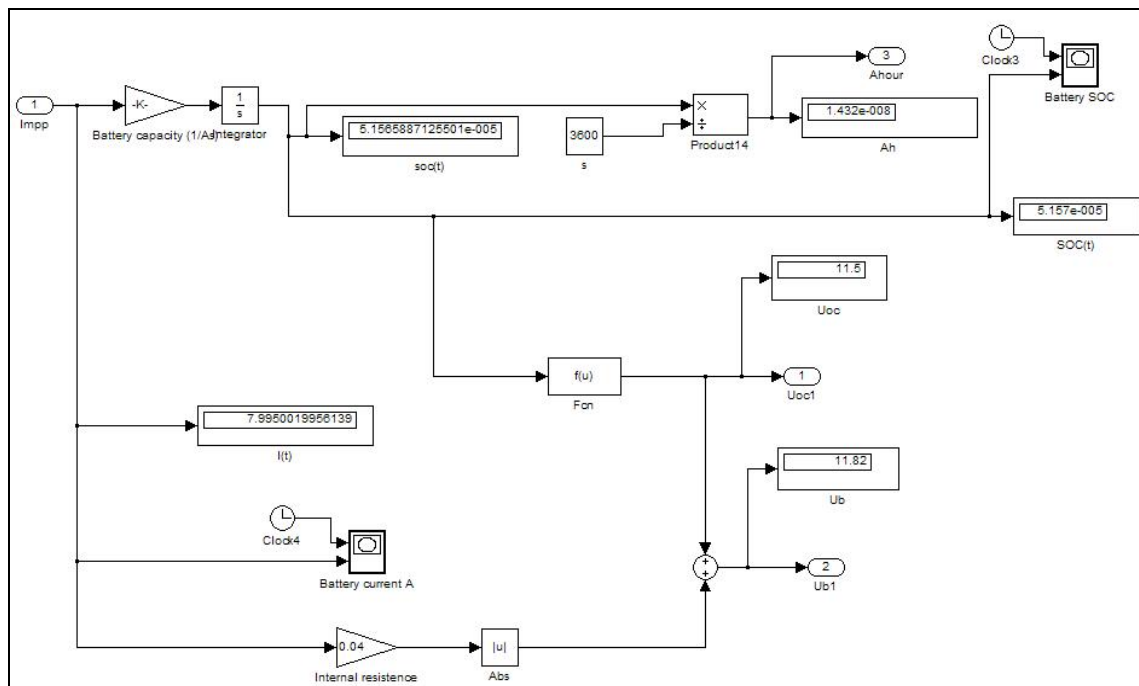 1
Impp
-K-
Battery capacity (1/As)
1
s
Integrator
5.1565887125501e-005
soc(t)
3600
s
×
÷
Product14
3
Ahour
1.432e-008
Ah
Clock3
Battery SOC
5.157e-005
SOC(t)
11.5
Uoc
f(u)
Fcn
1
Uoc1
7.9950019956139
I(t)
11.82
Ub
Clock4
Battery current A
+
+
2
Ub1
0.04
Internal resistence
|u|
Abs